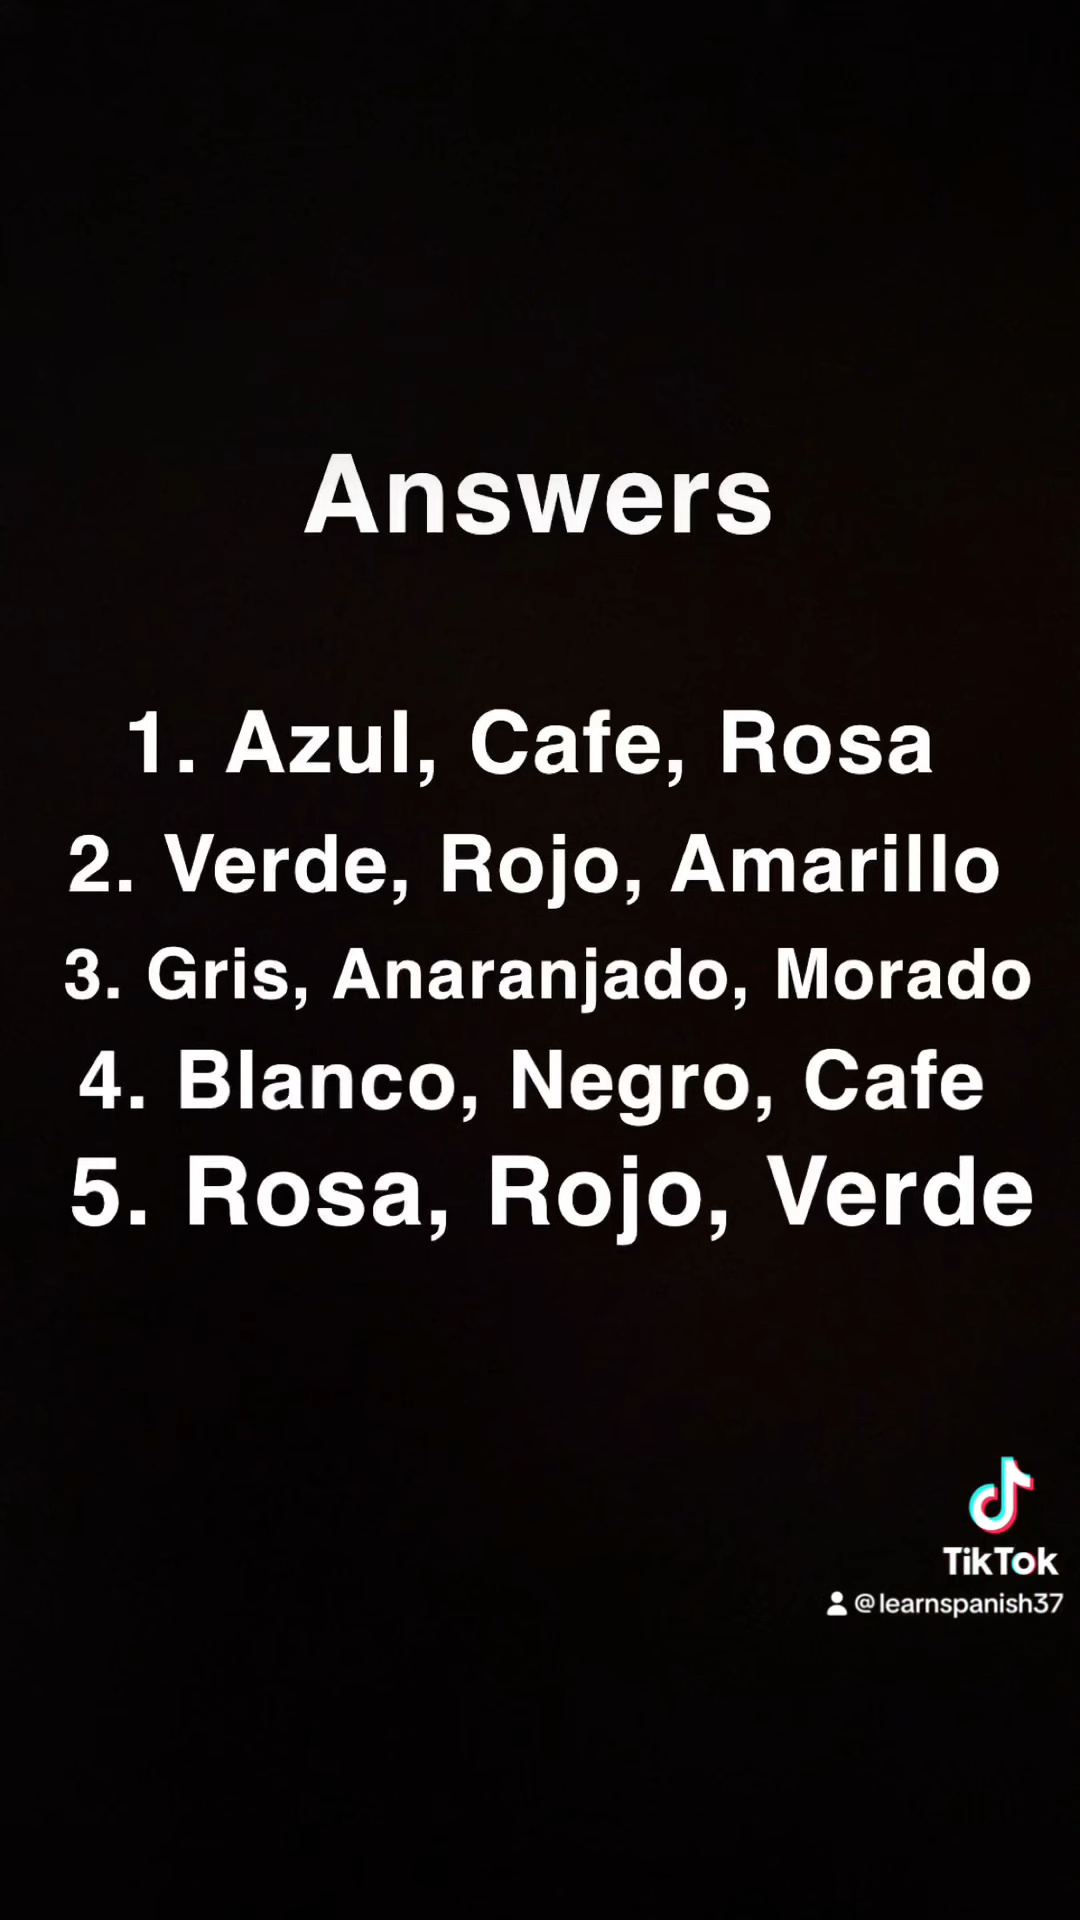 Answers
1. Azul, Cafe, Rosa
2. Verde, Rojo, Amarillo
3. Gris, Anaranjado, Morado
4. Blanco, Negro, Cafe
5. Rosa, Rojo, Verde
TikTok
@learnspanish37